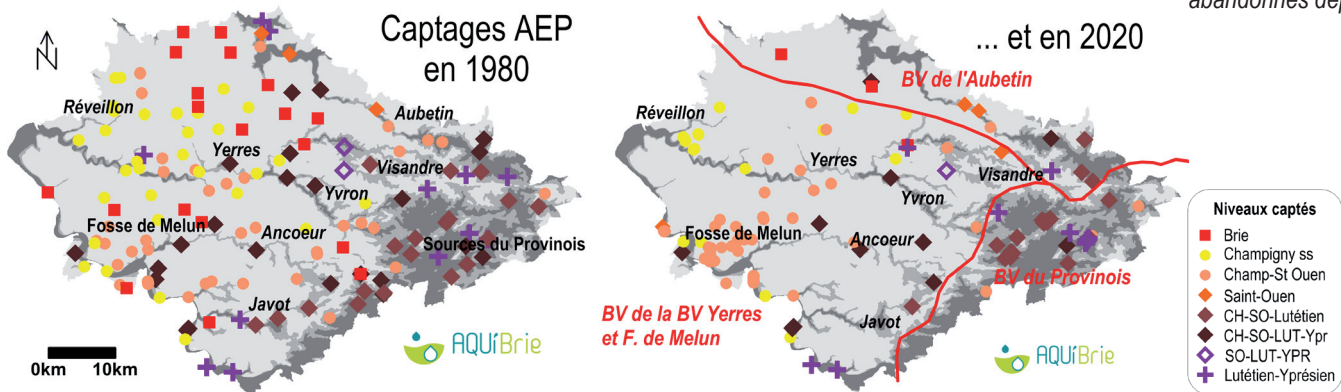 abandonnés dep
Captages AEP
en 1980
N
Réveillon
Aubetin
Yerres
Visandre
Yvron
Fosse de Melun
Ancoeur
Sources du Provinois
Javot
0km 10km
AQUiBrie
... et en 2020
BV de l'Aubetin
Réveillon
Yerres
Visandre
Yvron
Fosse de Melun
Ancoeur
BV du Provinois
BV de la BV Yerres
et F. de Melun
Javot
AQUiBrie
Niveaux captés
Brie
Champigny ss
Champ-St Ouen
Saint-Ouen
CH-SO-Lutétien
CH-SO-LUT-Ypr
SO-LUT-YPR
Lutétien-Yprésien